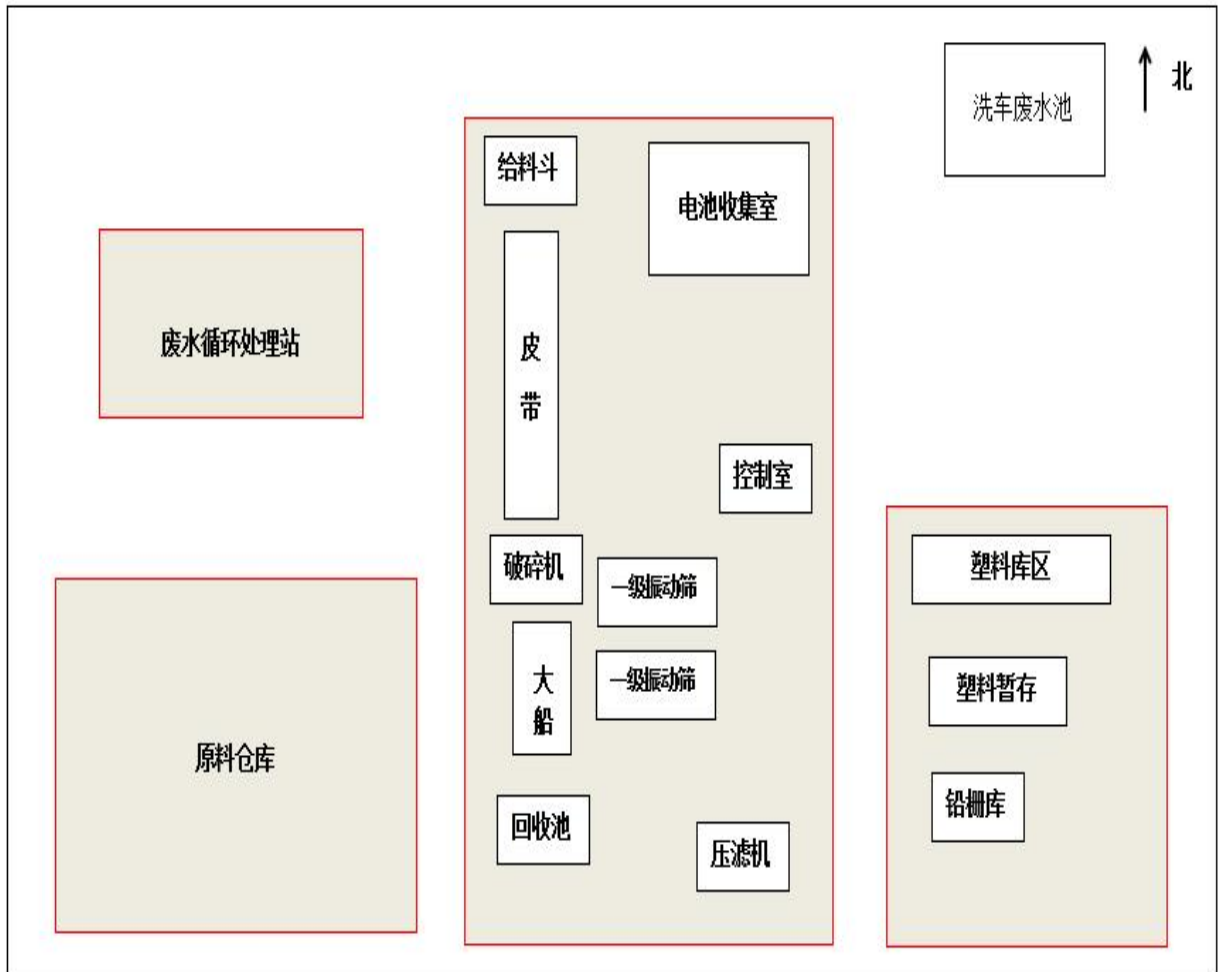 北
洗车废水池
给料斗
电池收集室
废水循环处理站
皮
带
控制室
破碎机
一级振动筛
塑料库区
大
船
一级振动筛
塑料暂存
原料仓库
铅栅库
回收池
压滤机